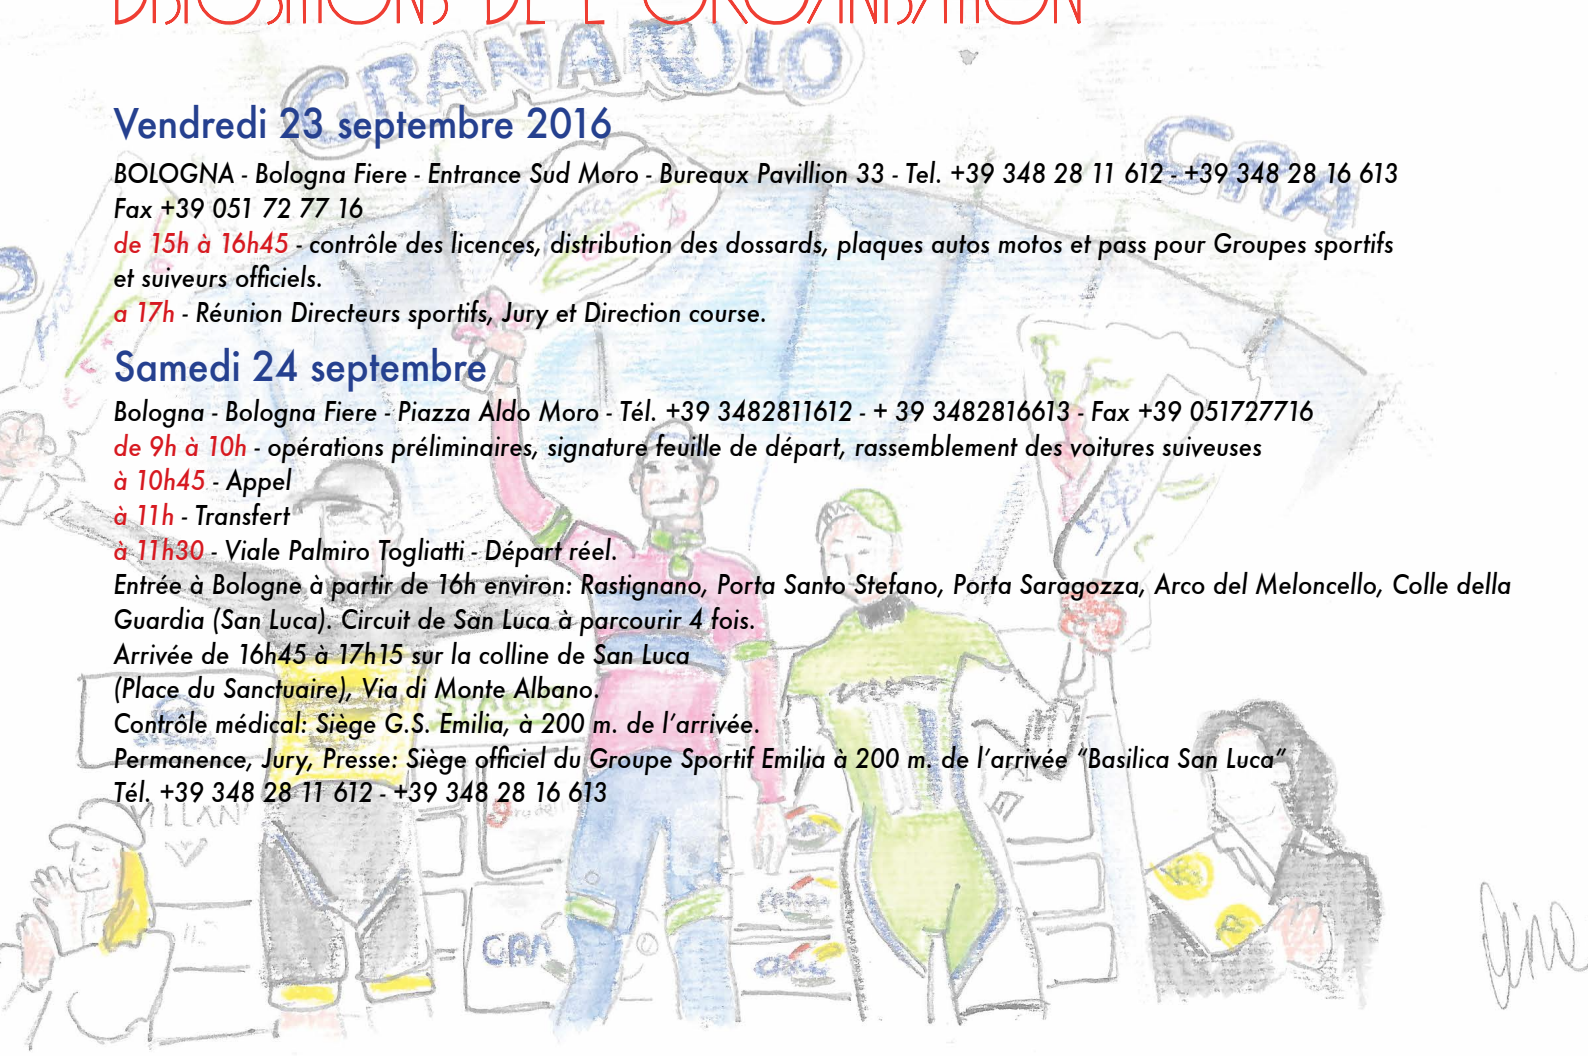 DISPOSITIONS DE L'ORGANISATION
GRANAROLO
GRA
Vendredi 23 septembre 2016
BOLOGNA - Bologna Fiere - Entrance Sud Moro - Bureaux Pavillion 33 - Tel. +39 348 28 11 612 - +39 348 28 16 613
Fax +39 051 72 77 16
de 15h à 16h45 - contrôle des licences, distribution des dossards, plaques autos motos et pass pour Groupes sportifs
et suiveurs officiels.
a 17h - Réunion Directeurs sportifs, Jury et Direction course.
Samedi 24 septembre
Bologna - Bologna Fiere - Piazza Aldo Moro - Tél. +39 3482811612 - + 39 3482816613 - Fax +39 051727716
de 9h à 10h - opérations préliminaires, signature feuille de départ, rassemblement des voitures suiveuses
à 10h45 - Appel
à 11h - Transfert
à 11h30 - Viale Palmiro Togliatti - Départ réel.
Entrée à Bologne à partir de 16h environ: Rastignano, Porta Santo Stefano, Porta Saragozza, Arco del Meloncello, Colle della
Guardia (San Luca). Circuit de San Luca à parcourir 4 fois.
Arrivée de 16h45 à 17h15 sur la colline de San Luca
(Place du Sanctuaire), Via di Monte Albano.
Contrôle médical: Siège G.S. Emilia, à 200 m. de l'arrivée.
Permanence, Jury, Presse: Siège officiel du Groupe Sportif Emilia à 200 m. de l'arrivée “Basilica San Luca”
Tél. +39 348 28 11 612 - +39 348 28 16 613
GRA